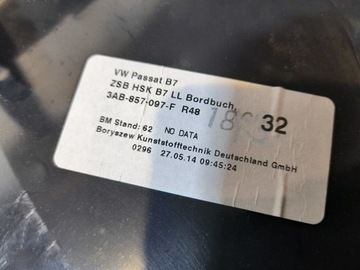 VW Passat B7
ZSB HSK B7 LL Bordbuch,
3AB-857-097-F R48
32
BM Stand: 62 NO DATA
Boryszew Kunststofftechnik Deutschland GmbH
0296 27.05.14 09:45:24